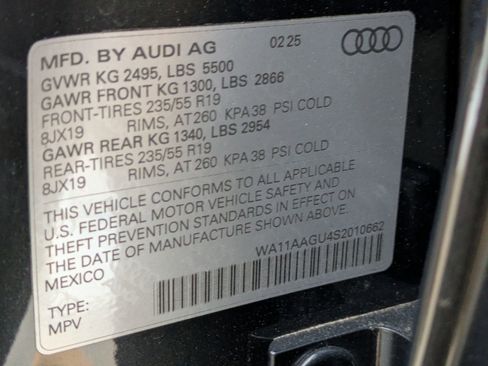 MFD. BY AUDI AG 02 25
GVWR KG 2495, LBS 5500
GAWR FRONT KG 1300, LBS 2866
FRONT-TIRES 235/55 R19
8JX19 RIMS, AT 260 KPA 38 PSI COLD
GAWR REAR KG 1340, LBS 2954
REAR-TIRES 235/55 R19
8JX19 RIMS, AT 260 KPA 38 PSI COLD
THIS VEHICLE CONFORMS TO ALL APPLICABLE
U.S. FEDERAL MOTOR VEHICLE SAFETY AND
THEFT PREVENTION STANDARDS IN EFFECT ON
THE DATE OF MANUFACTURE SHOWN ABOVE.
MEXICO
WA11AAGU4S2010662
TYPE:
MPV